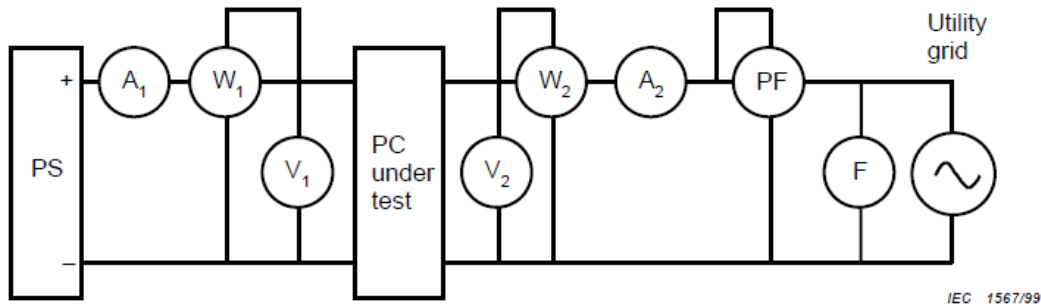 Utility
grid
+
A1
W1
W2
A2
PF
PS
V1
PC
under
test
V2
F
–
IEC 1567/99